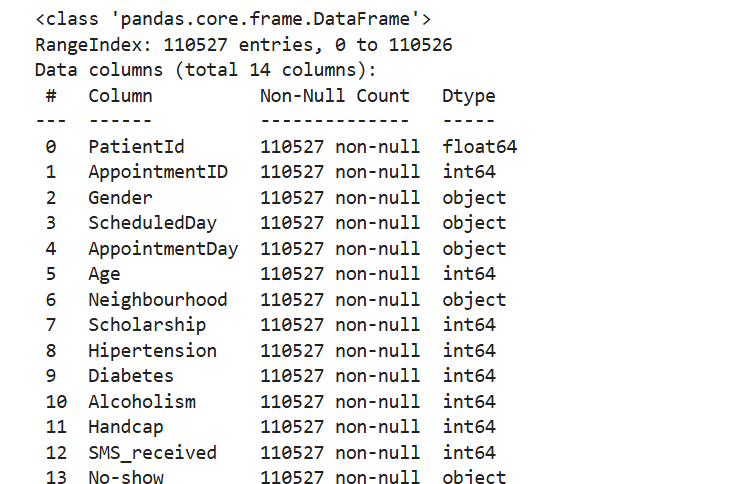 <class 'pandas.core.frame.DataFrame'>
RangeIndex: 110527 entries, 0 to 110526
Data columns (total 14 columns):
 #   Column          Non-Null Count   Dtype
---  ------          --------------   -----
 0   PatientId       110527 non-null  float64
 1   AppointmentID   110527 non-null  int64
 2   Gender          110527 non-null  object
 3   ScheduledDay    110527 non-null  object
 4   AppointmentDay  110527 non-null  object
 5   Age             110527 non-null  int64
 6   Neighbourhood   110527 non-null  object
 7   Scholarship     110527 non-null  int64
 8   Hipertension    110527 non-null  int64
 9   Diabetes        110527 non-null  int64
 10  Alcoholism      110527 non-null  int64
 11  Handcap         110527 non-null  int64
 12  SMS_received    110527 non-null  int64
 13  No-show         110527 non-null  object